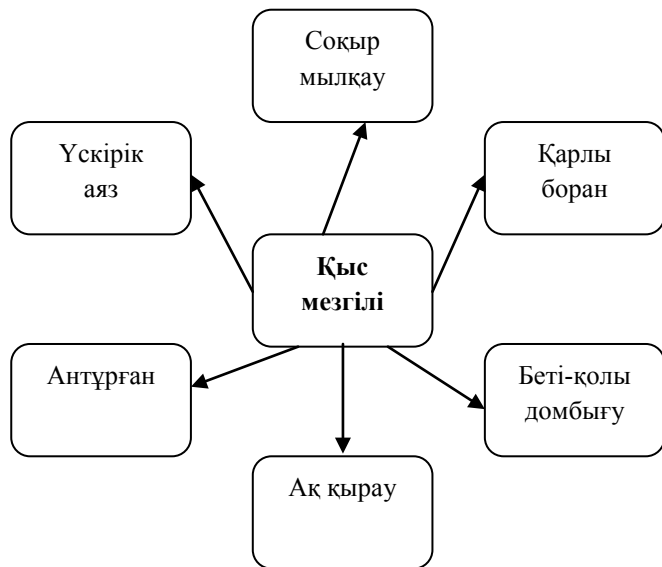 Соқыр
мылқау
Үскірік
аяз
Қарлы
боран
Қыс
мезгілі
Антұрған
Беті-қолы
домбығу
Ақ қырау